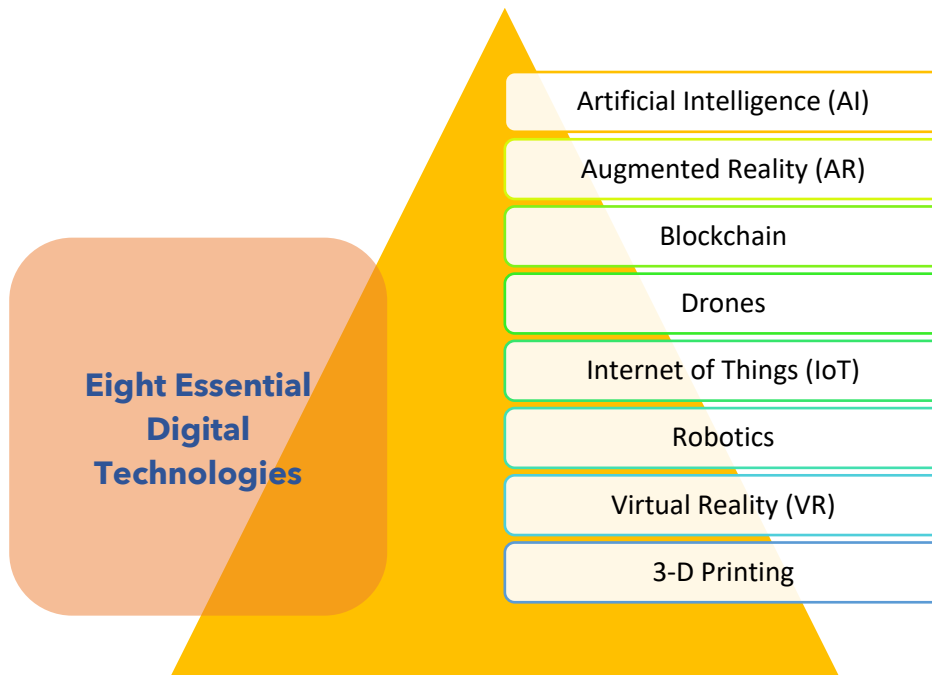 Eight Essential
Digital
Technologies
Artificial Intelligence (AI)
Augmented Reality (AR)
Blockchain
Drones
Internet of Things (IoT)
Robotics
Virtual Reality (VR)
3-D Printing